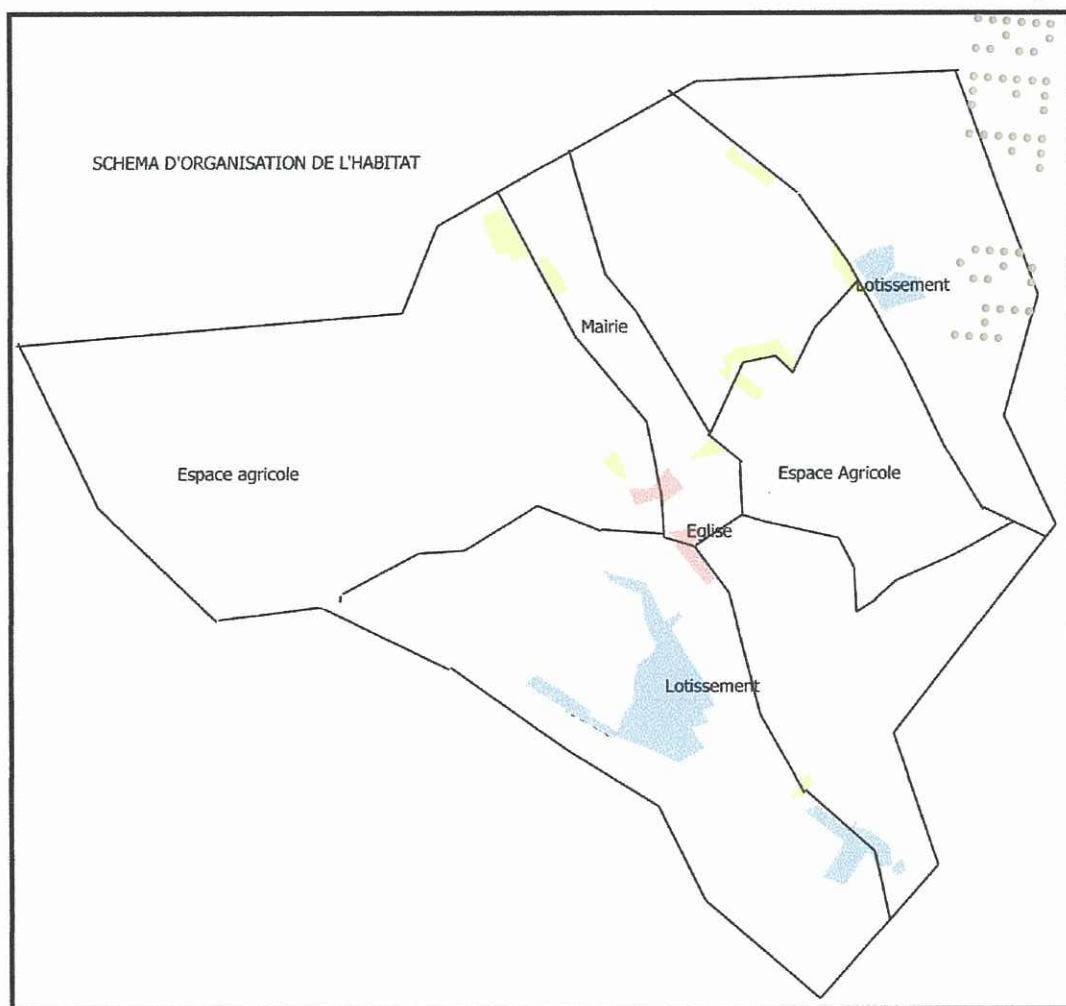 SCHEMA D'ORGANISATION DE L'HABITAT
Lotissement
Mairie
Espace agricole
Espace Agricole
Eglise
Lotissement